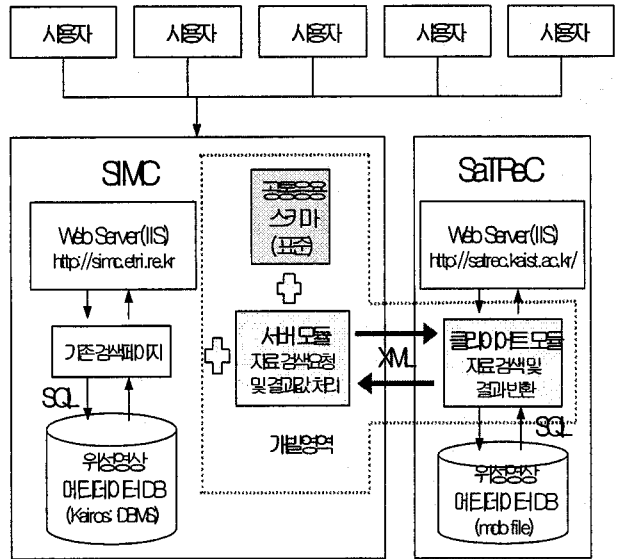 사용자 사용자 사용자 사용자 사용자
SIMC
SaTReC
공통응용
스키마
(표준)
Web Server(IIS)
http://simc.etri.re.kr
Web Server(IIS)
http://satrec.kaist.ac.kr/
기존검색페이지
서버모듈
자료검색요청
및결과값처리
XML
클라이어트모듈
자료검색및
결과반환
SQL
개발영역
SQL
위성영상
메타데이터DB
(Kairos: DBMS)
위성영상
메타데이터DB
(mdb file)